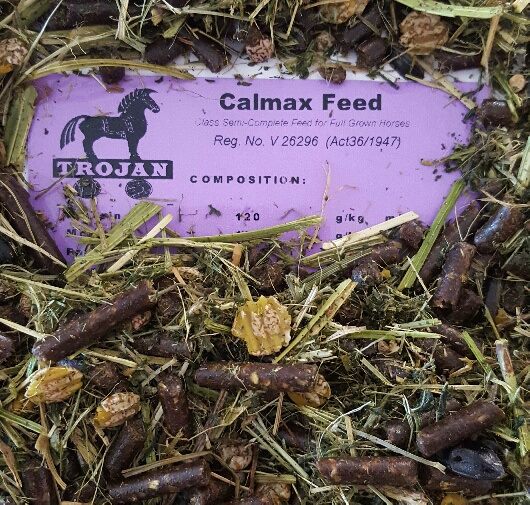 Calmax Feed
Class Semi-Complete Feed for Full Grown Horses
Reg. No. V 26296 (Act36/1947)
TROJAN
COMPOSITION:
120 g/kg